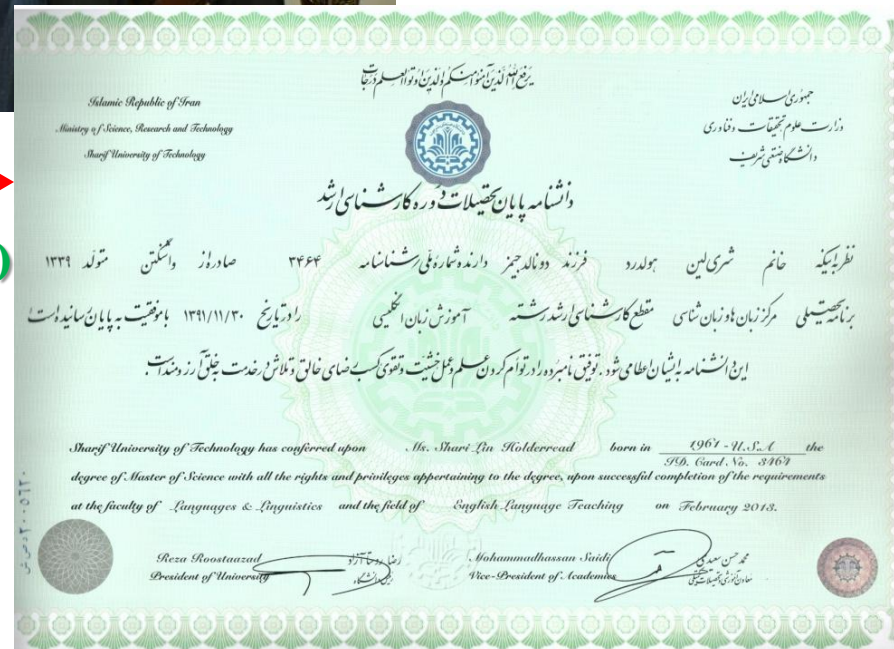 یرفع الله الذین آمنوا منکم والذین اوتوا العلم درجات
جمهوری اسلامی ایران
وزارت علوم تحقیقات و فناوری
دانشگاه صنعتی شریف
Islamic Republic of Iran
Ministry of Science, Research and Technology
Sharif University of Technology
دانشنامه پایان تحصیلات دوره کارشناسی ارشد
نظر باینکه خانم شری لین هولدرد فرزند دونالد جیمز دارنده شماره ملی/شناسنامه ۳۴۶۴ صادره از واشنگتن متولد ۱۳۳۹
برنامه تحصیلی مرکز زبان ها و زبان شناسی مقطع کارشناسی ارشد رشته آموزش زبان انگلیسی را در تاریخ ۱۳۹۱/۱۱/۳۰ با موفقیت به پایان رسانیده است
این دانشنامه به ایشان اعطا می شود. توفیق نامبرده را در توأم کردن علم و عمل خشیت و تقوی کسب رضای خالق و تلاش در خدمت به خلق آرزومند است.
Sharif University of Technology has conferred upon Ms. Shari Lin Holderread born in 1961 - U.S.A the
ID. Card No. 3464
degree of Master of Science with all the rights and privileges appertaining to the degree, upon successful completion of the requirements
at the faculty of Languages & Linguistics and the field of English Language Teaching on February 2013.
Reza Roostaazad
President of University
رضا روستا آزاد
رئیس دانشگاه
Mohammadhassan Saidi
Vice-President of Academics
محمد حسن سعیدی
معاون آموزشی و تحصیلات تکمیلی